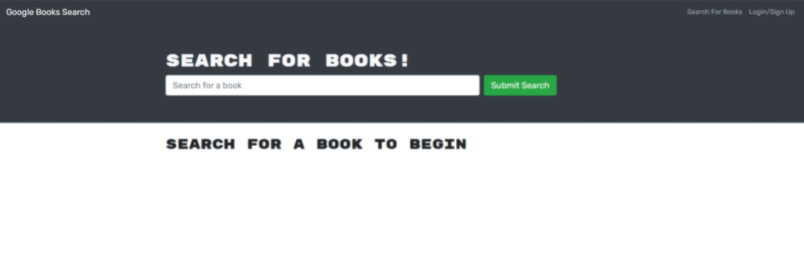 Google Books Search
Search For Books Login/Sign Up
SEARCH FOR BOOKS!
Search for a book
Submit Search
SEARCH FOR A BOOK TO BEGIN